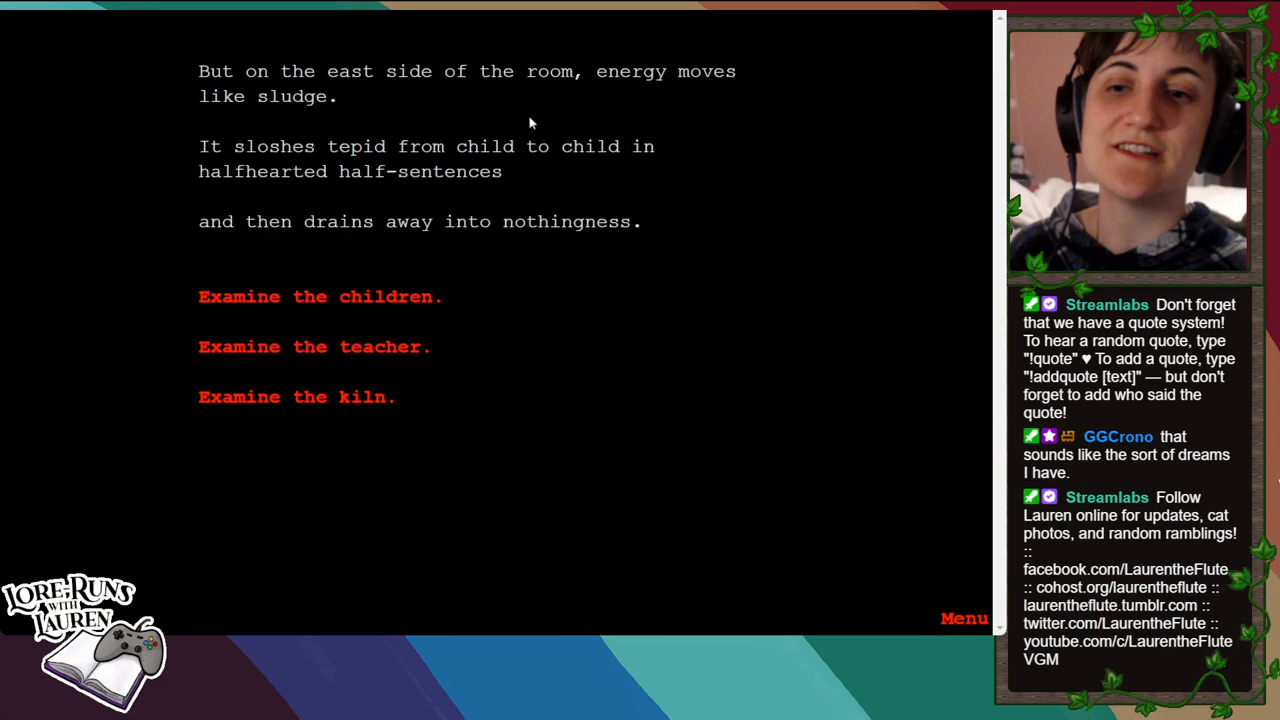 But on the east side of the room, energy moves
like sludge.
It sloshes tepid from child to child in
halfhearted half-sentences
and then drains away into nothingness.
Examine the children.
Examine the teacher.
Examine the kiln.
Menu
LORE-RUNS
WITH
LAUREN
Streamlabs Don't forget
that we have a quote system!
To hear a random quote, type
"!quote" ♥ To add a quote, type
"!addquote [text]" — but don't
forget to add who said the
quote!
GGCrono that
sounds like the sort of dreams
I have.
Streamlabs Follow
Lauren online for updates, cat
photos, and random ramblings!
::
facebook.com/LaurentheFlute
:: cohost.org/laurentheflute ::
laurentheflute.tumblr.com ::
twitter.com/LaurentheFlute ::
youtube.com/c/LaurentheFlute
VGM